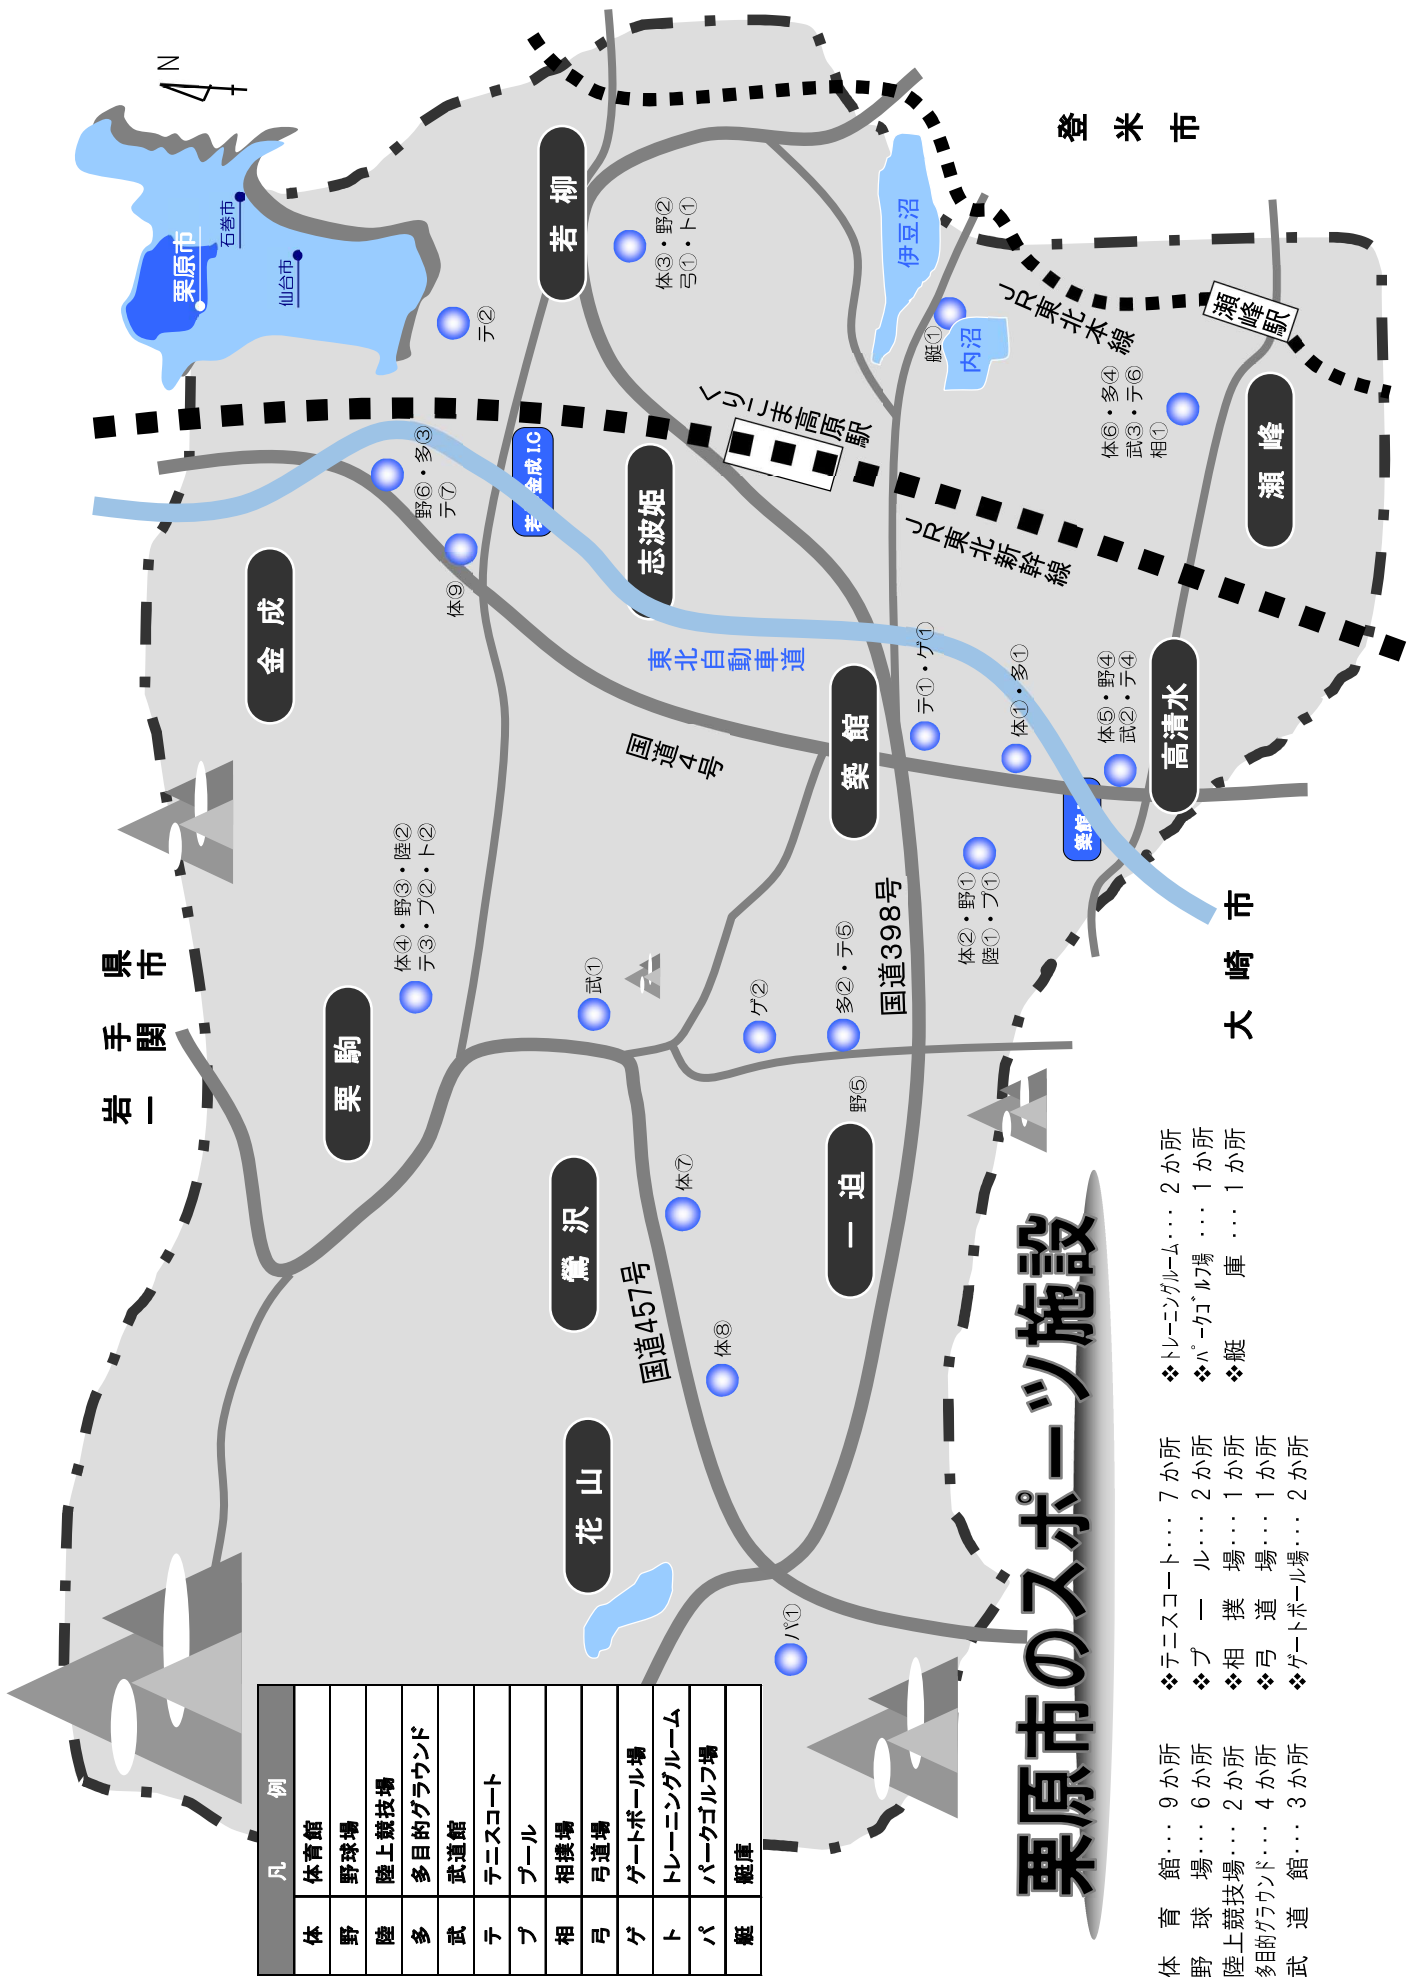 栗原市のスポーツ施設
凡 例
体 体育館
野 野球場
陸 陸上競技場
多 多目的グラウンド
武 武道館
テ テニスコート
プ プール
相 相撲場
弓 弓道場
ゲ ゲートボール場
ト トレーニングルーム
パ パークゴルフ場
艇 艇庫
岩 手 県
一 関 市
N
栗原市
石巻市
仙台市
テ②
若 柳
体③・野②
弓①・ト①
登 米 市
伊豆沼
内沼
艇①
JR東北本線
瀬峰駅
体⑥・多④
武③・テ⑥
相①
瀬 峰
くりこま高原駅
JR東北新幹線
野⑥・多③
テ⑦
体⑨
金成 I.C
志波姫
金 成
東北自動車道
国道4号
築 館
テ①・ゲ①
体①・多①
体⑤・野④
武②・テ④
高清水
築館
体②・野①
陸①・プ①
国道398号
大 崎 市
体④・野③・陸②
テ③・プ②・ト②
栗 駒
武①
ゲ②
多②・テ⑤
野⑤
一 迫
鶯 沢
体⑦
国道457号
体⑧
花 山
パ①
体 育 館・・・ 9 か所
野 球 場・・・ 6 か所
陸上競技場・・・ 2 か所
多目的グラウンド・・・ 4 か所
武 道 館・・・ 3 か所
❖テニスコート・・・・ 7 か所
❖プ ー ル・・・ 2 か所
❖相 撲 場・・・ 1 か所
❖弓 道 場・・・ 1 か所
❖ゲートボール場・・・ 2 か所
❖トレーニングルーム・・・・ 2 か所
❖パークゴルフ場 ・・・ 1 か所
❖艇 庫 ・・・ 1 か所